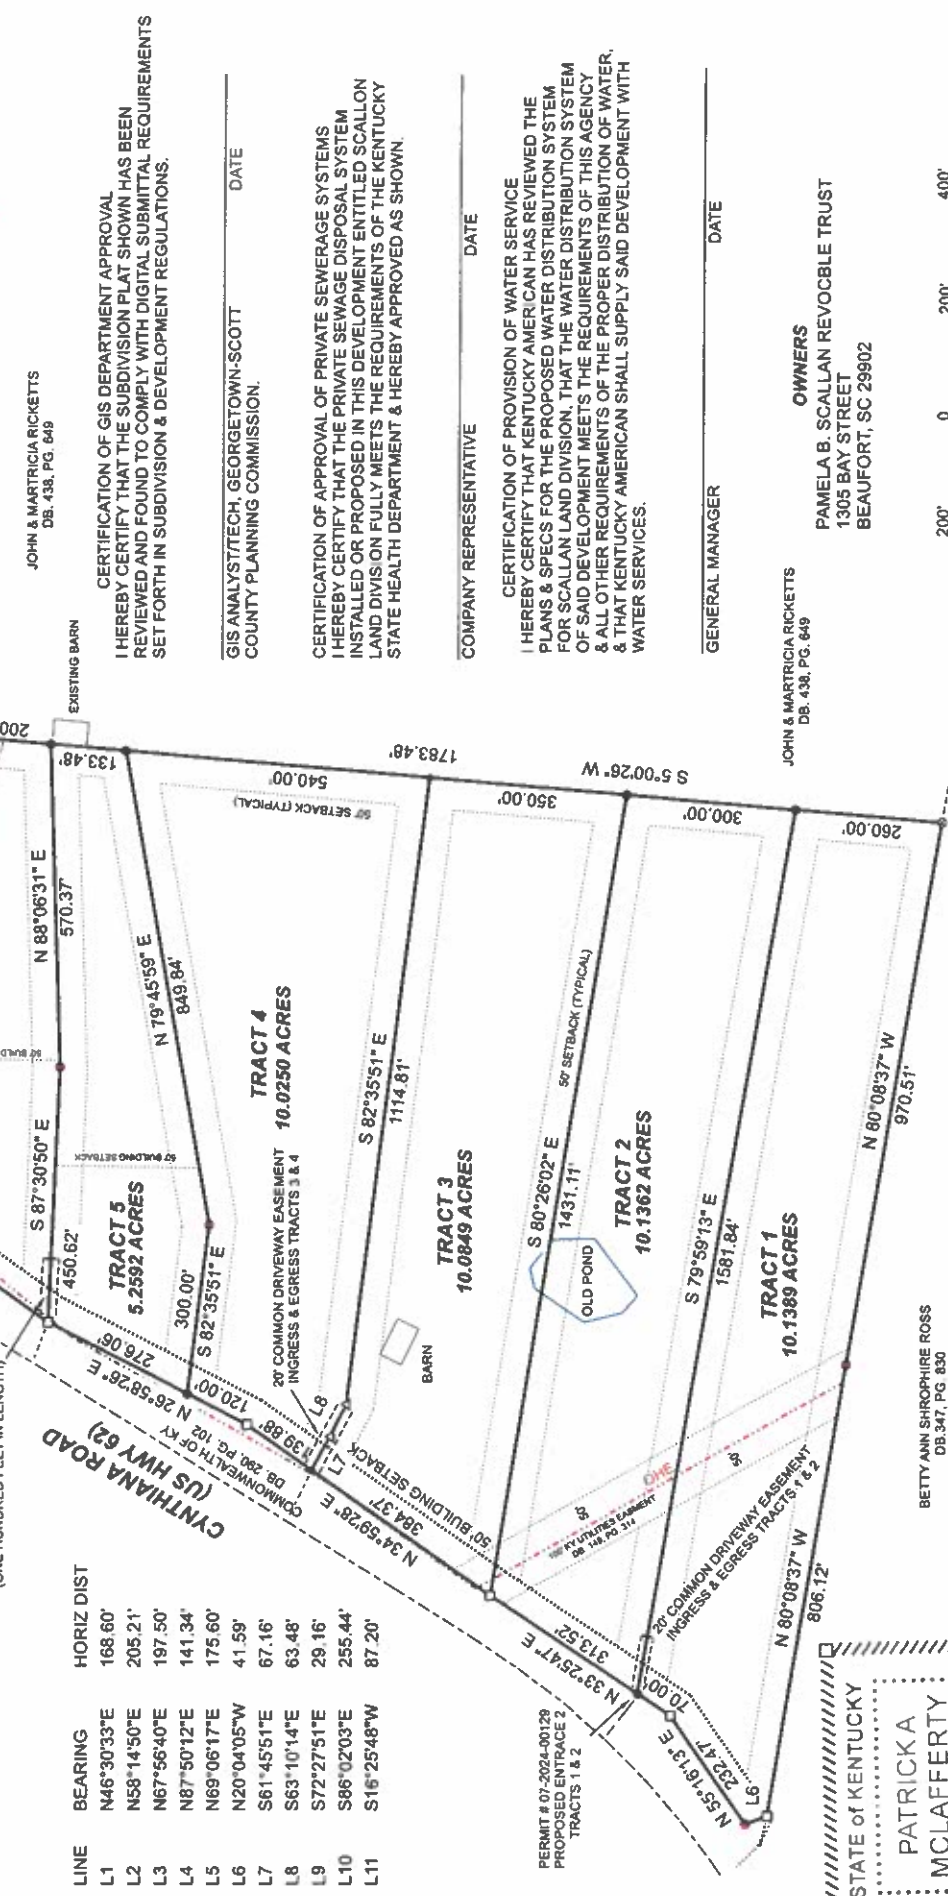 JOHN & MARTRICIA RICKETTS
DB. 438, PG. 649
EXISTING BARN
CERTIFICATION OF GIS DEPARTMENT APPROVAL
I HEREBY CERTIFY THAT THE SUBDIVISION PLAT SHOWN HAS BEEN
REVIEWED AND FOUND TO COMPLY WITH DIGITAL SUBMITTAL REQUIREMENTS
SET FORTH IN SUBDIVISION & DEVELOPMENT REGULATIONS.
GIS ANALYST/TECH, GEORGETOWN-SCOTT DATE
COUNTY PLANNING COMMISSION.
CERTIFICATION OF APPROVAL OF PRIVATE SEWERAGE SYSTEMS
I HEREBY CERTIFY THAT THE PRIVATE SEWAGE DISPOSAL SYSTEM
INSTALLED OR PROPOSED IN THIS DEVELOPMENT ENTITLED SCALLON
LAND DIVISION FULLY MEETS THE REQUIREMENTS OF THE KENTUCKY
STATE HEALTH DEPARTMENT & HEREBY APPROVED AS SHOWN.
COMPANY REPRESENTATIVE DATE
CERTIFICATION OF PROVISION OF WATER SERVICE
I HEREBY CERTIFY THAT KENTUCKY AMERICAN HAS REVIEWED THE
PLANS & SPECS FOR THE PROPOSED WATER DISTRIBUTION SYSTEM
FOR SCALLAN LAND DIVISION, THAT THE WATER DISTRIBUTION SYSTEM
OF SAID DEVELOPMENT MEETS THE REQUIREMENTS OF THIS AGENCY
& ALL OTHER REQUIREMENTS OF THE PROPER DISTRIBUTION OF WATER,
& THAT KENTUCKY AMERICAN SHALL SUPPLY SAID DEVELOPMENT WITH
WATER SERVICES.
GENERAL MANAGER DATE
JOHN & MARTRICIA RICKETTS
DB. 438, PG. 649
OWNERS
PAMELA B. SCALLAN REVOCBLE TRUST
1305 BAY STREET
BEAUFORT, SC 29902
200' 0 200' 400'
200
133.48'
540.00'
1783.48'
350.00'
S 5°00'26" W
300.00'
260.00'
N 88°06'31" E
570.37'
S 87°30'50" E
450.62'
50' BUILDING SETBACK
TRACT 5
5.2592 ACRES
N 79°45'59" E
849.84'
300.00'
S 82°35'51" E
50' SETBACK (TYPICAL)
TRACT 4
10.0250 ACRES
20' COMMON DRIVEWAY EASEMENT
INGRESS & EGRESS TRACTS 3 & 4
S 82°35'51" E
1114.81'
TRACT 3
10.0849 ACRES
BARN
S 80°26'02" E
1431.11'
50' SETBACK (TYPICAL)
OLD POND
TRACT 2
10.1362 ACRES
S 79°59'13" E
1581.84'
TRACT 1
10.1389 ACRES
N 80°08'37" W
970.51'
N 80°08'37" W
806.12'
BETTY ANN SHROPHIRE ROSS
DB.347, PG. 830
20' COMMON DRIVEWAY EASEMENT
INGRESS & EGRESS TRACTS 1 & 2
OHE
50'
50'
100' KY UTILITIES EASMENT
DB 148, PG. 314
50' BUILDING SETBACK
276.06'
N 26°58'26" E
120.00'
139.88'
L8
L7
N 34°59'28" E
384.37'
N 33°25'47" E
313.52'
70.00'
N 55°16'13" E
232.47'
L6
COMMONWEALTH OF KY
DB. 290, PG. 102
CYNTHIANA ROAD
(US HWY 62)
PERMIT # 07-2024-00129
PROPOSED ENTRACE 2
TRACTS 1 & 2
LINE BEARING HORIZ DIST
L1 N46°30'33"E 168.60'
L2 N58°14'50"E 205.21'
L3 N67°56'40"E 197.50'
L4 N87°50'12"E 141.34'
L5 N69°06'17"E 175.60'
L6 N20°04'05"W 41.59'
L7 S61°45'51"E 67.16'
L8 S63°10'14"E 63.48'
L9 S72°27'51"E 29.16'
L10 S86°02'03"E 255.44'
L11 S16°25'48"W 87.20'
STATE of KENTUCKY
PATRICKA
MCLAFFERTY